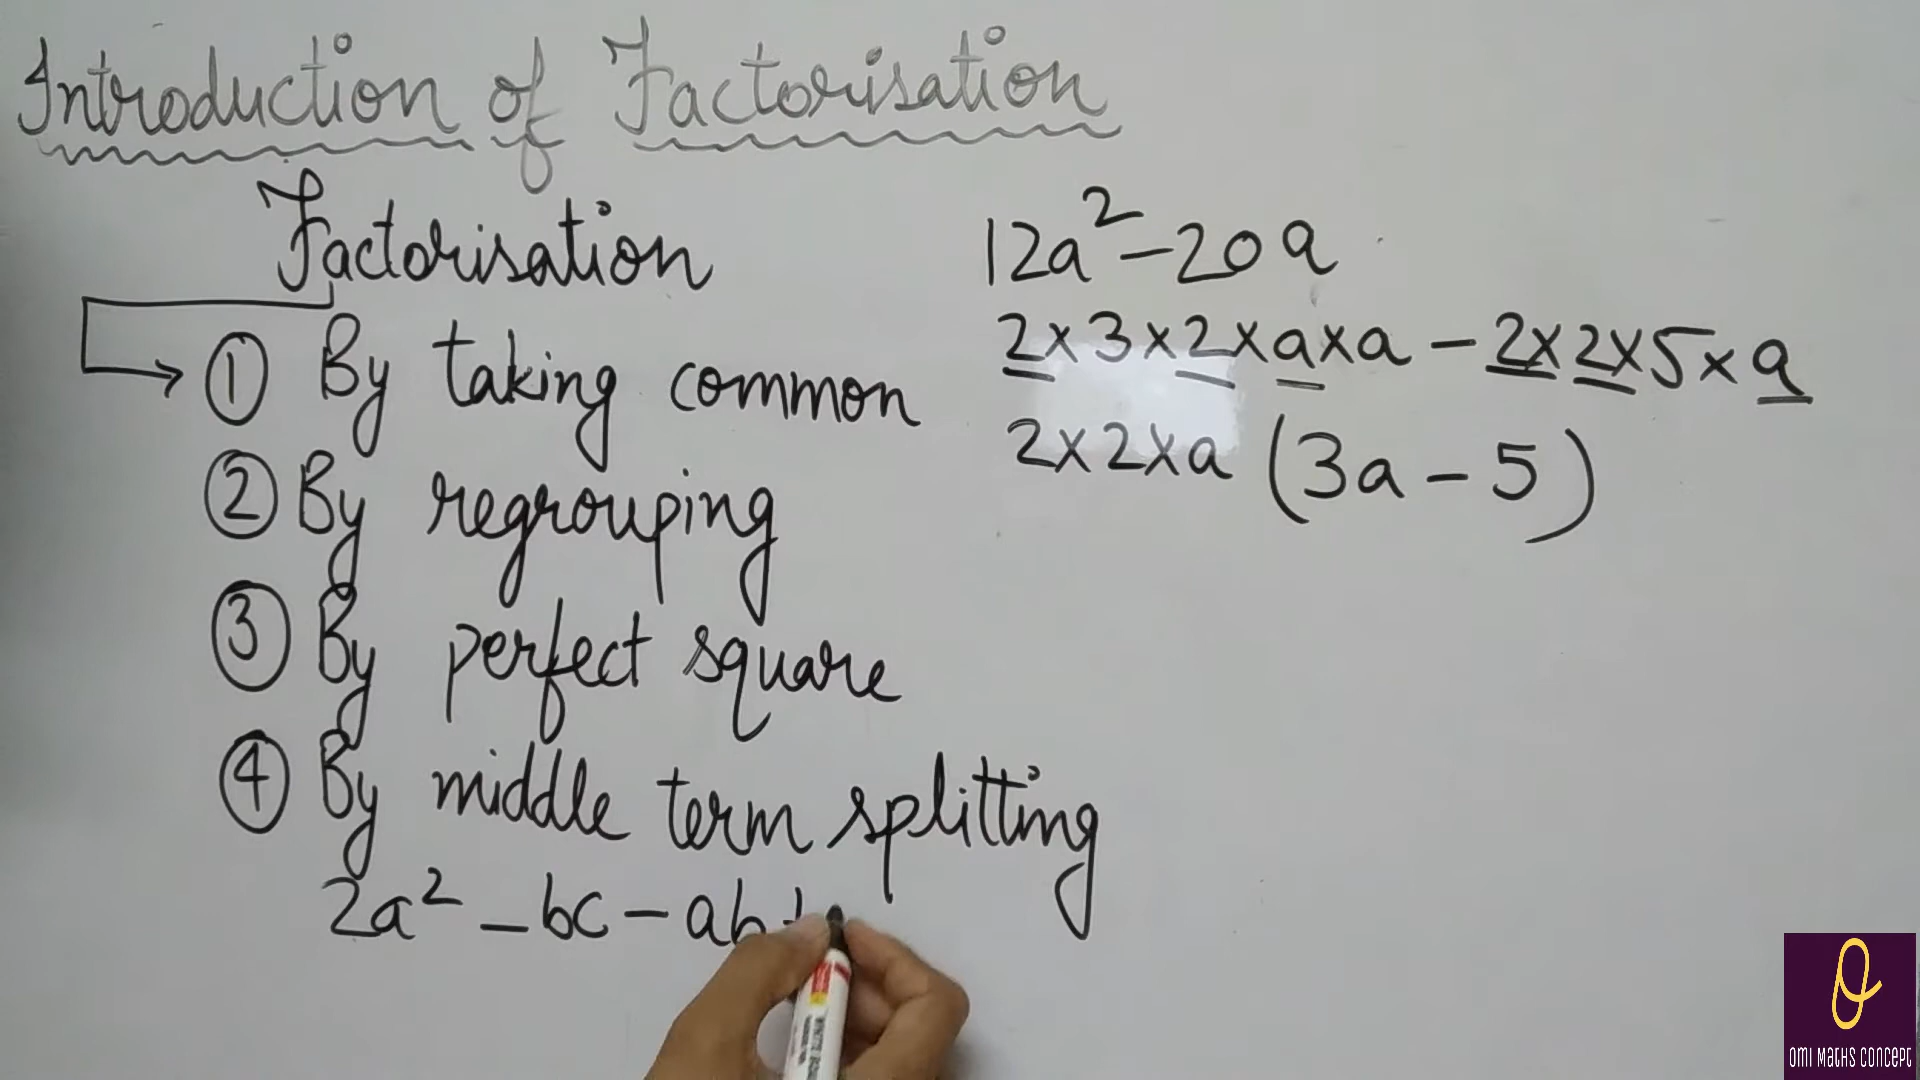 Introduction of Factorisation
Factorisation
① By taking common
② By regrouping
③ By perfect square
④ By middle term splitting
2a² - bc - ab +
12a² - 20a
2 x 3 x 2 x a x a - 2 x 2 x 5 x a
2 x 2 x a (3a - 5)
OMI MATHS CONCEPT